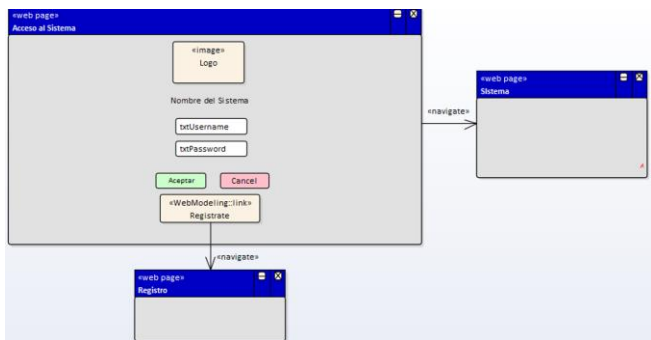 «web page»
Acceso al Sistema
«image»
Logo
Nombre del Sistema
txtUsername
txtPassword
Aceptar
Cancel
«WebModeling::link»
Registrate
«navigate»
«web page»
Sistema
«navigate»
«web page»
Registro